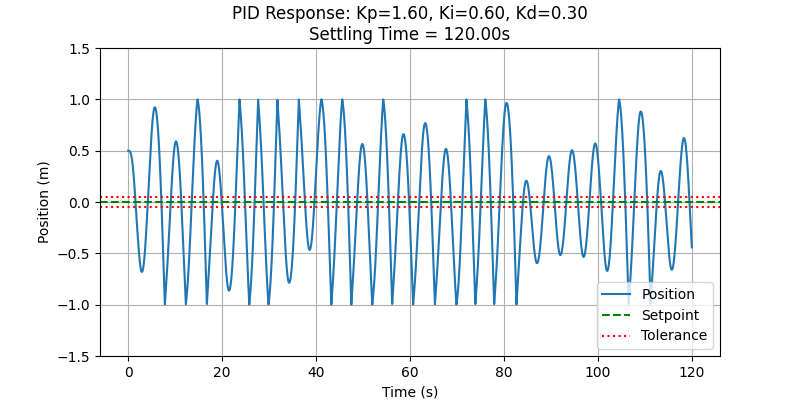 PID Response: Kp=1.60, Ki=0.60, Kd=0.30
Settling Time = 120.00s
1.5
1.0
0.5
0.0
−0.5
−1.0
−1.5
Position (m)
Position
Setpoint
Tolerance
0 20 40 60 80 100 120
Time (s)